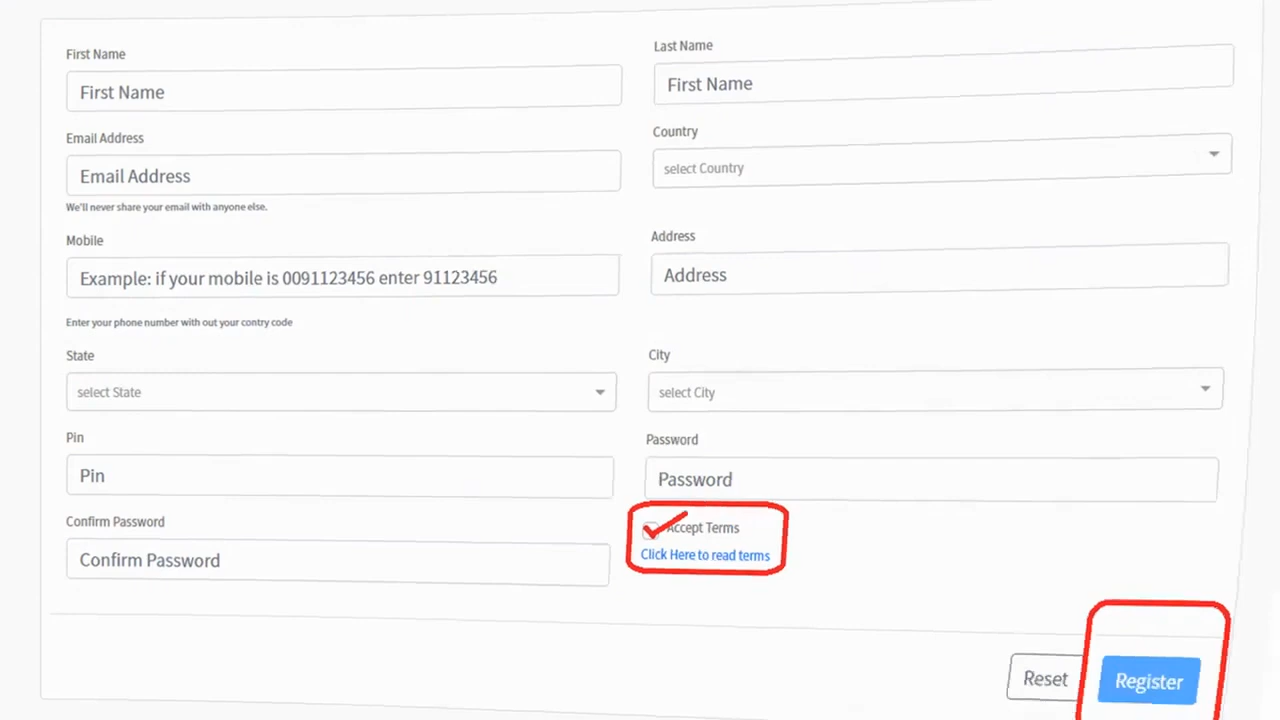 First Name
First Name
Last Name
First Name
Email Address
Email Address
We'll never share your email with anyone else.
Country
select Country
Mobile
Example: if your mobile is 0091123456 enter 91123456
Enter your phone number with out your contry code
Address
Address
State
select State
City
select City
Pin
Pin
Password
Password
Confirm Password
Confirm Password
Accept Terms
Click Here to read terms
Reset
Register